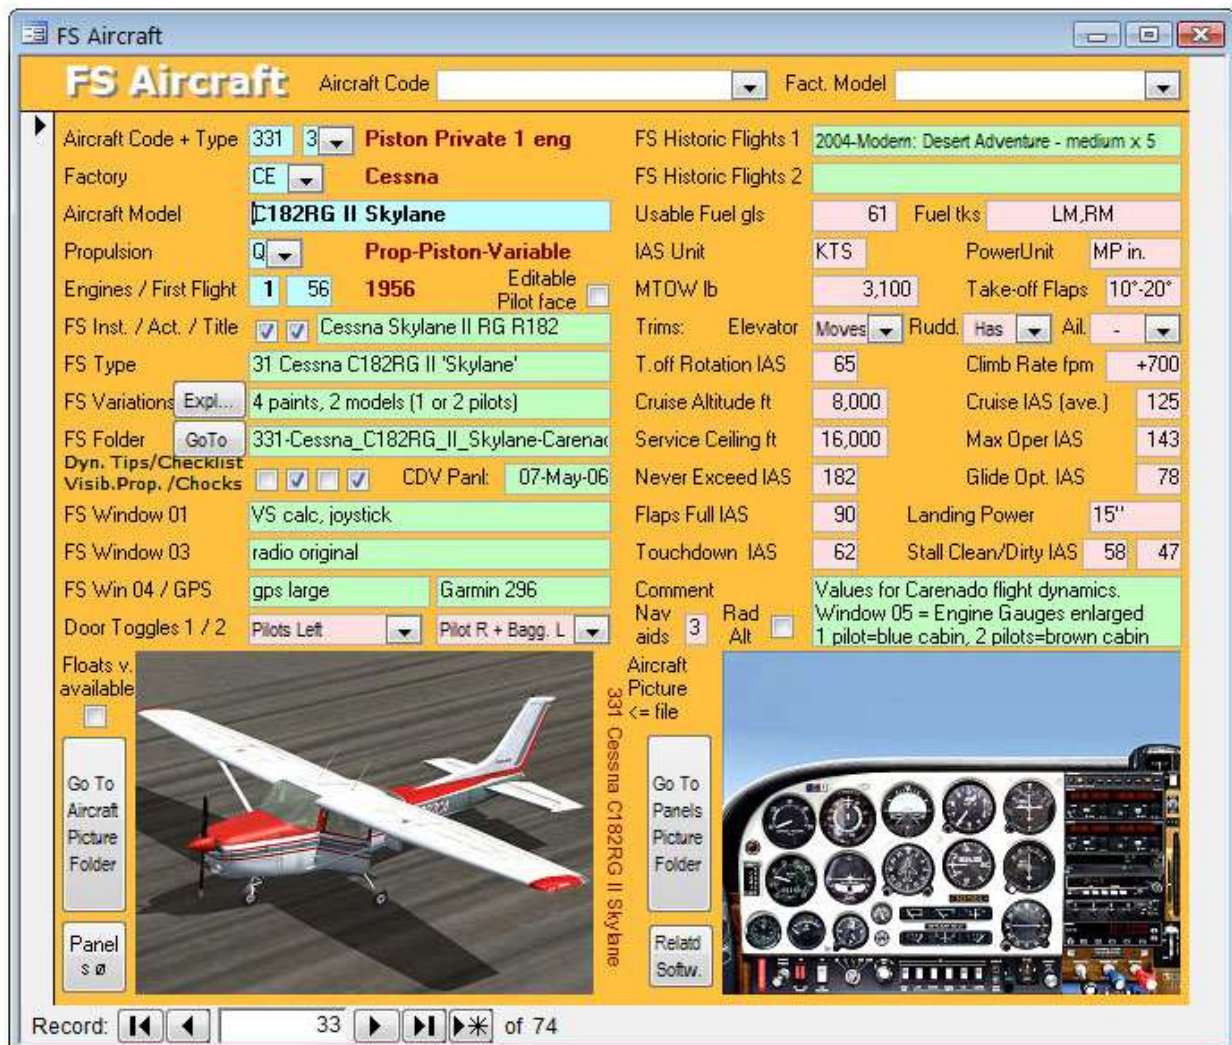 FS Aircraft
FS Aircraft Aircraft Code Fact. Model
Aircraft Code + Type 331 3 Piston Private 1 eng
Factory CE Cessna
Aircraft Model C182RG II Skylane
Propulsion Q Prop-Piston-Variable
Engines / First Flight 1 56 1956 Editable
Pilot face
FS Inst. / Act. / Title Cessna Skylane II RG R182
FS Type 31 Cessna C182RG II 'Skylane'
FS Variations Expl... 4 paints, 2 models (1 or 2 pilots)
FS Folder GoTo 331-Cessna_C182RG_II_Skylane-Carenad
Dyn. Tips/Checklist
Visib.Prop. /Chocks CDV Panl: 07-May-06
FS Window 01 VS calc, joystick
FS Window 03 radio original
FS Win 04 / GPS gps large Garmin 296
Door Toggles 1 / 2 Pilots Left Pilot R + Bagg. L
FS Historic Flights 1 2004-Modern: Desert Adventure - medium x 5
FS Historic Flights 2
Usable Fuel gls 61 Fuel tks LM,RM
IAS Unit KTS PowerUnit MP in.
MTOW lb 3,100 Take-off Flaps 10°-20°
Trims: Elevator Moves Rudd. Has Ail. -
T.off Rotation IAS 65 Climb Rate fpm +700
Cruise Altitude ft 8,000 Cruise IAS (ave.) 125
Service Ceiling ft 16,000 Max Oper IAS 143
Never Exceed IAS 182 Glide Opt. IAS 78
Flaps Full IAS 90 Landing Power 15''
Touchdown IAS 62 Stall Clean/Dirty IAS 58 47
Comment Values for Carenado flight dynamics.
Window 05 = Engine Gauges enlarged
1 pilot=blue cabin, 2 pilots=brown cabin
Nav
aids 3 Rad
Alt
Floats v.
available
Go To
Aircraft
Picture
Folder
Panel
s ø
331 Cessna C182RG II Skylane
Aircraft
Picture
<= file
Go To
Panels
Picture
Folder
Relatd
Softw.
Record: 33 of 74